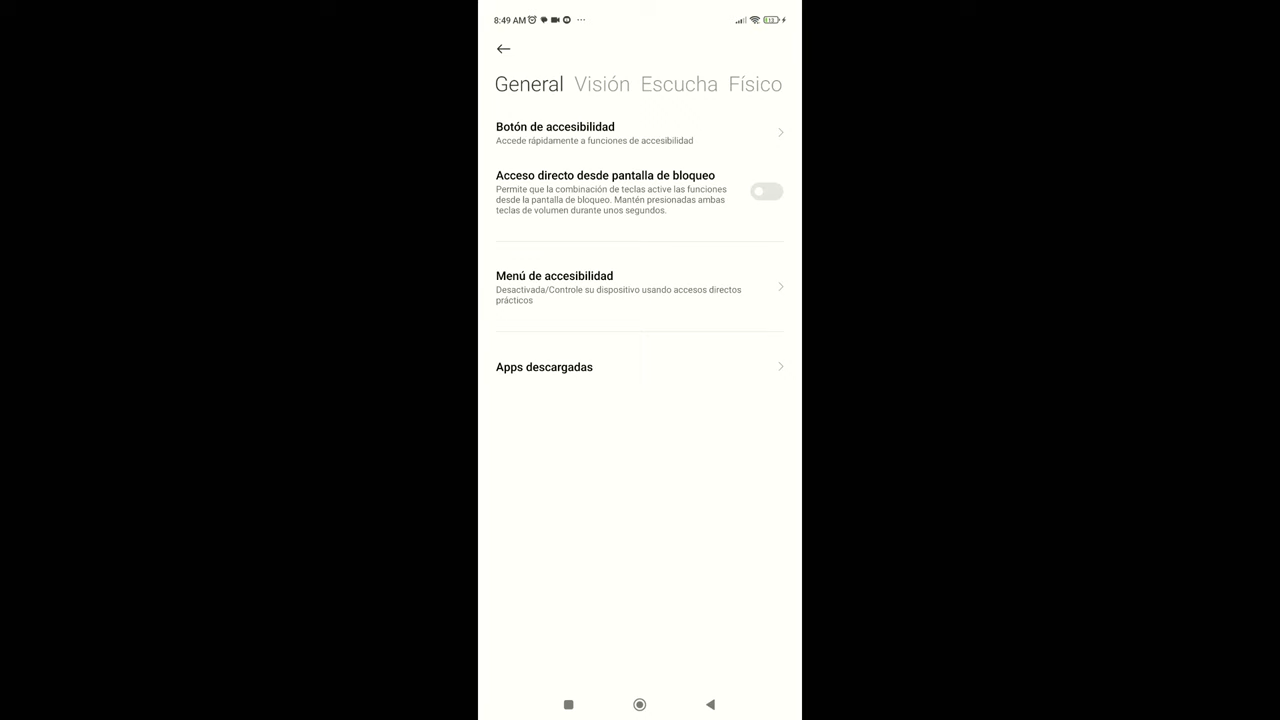 8:49 AM
General Visión Escucha Físico
Botón de accesibilidad
Accede rápidamente a funciones de accesibilidad
Acceso directo desde pantalla de bloqueo
Permite que la combinación de teclas active las funciones
desde la pantalla de bloqueo. Mantén presionadas ambas
teclas de volumen durante unos segundos.
Menú de accesibilidad
Desactivada/Controle su dispositivo usando accesos directos
prácticos
Apps descargadas